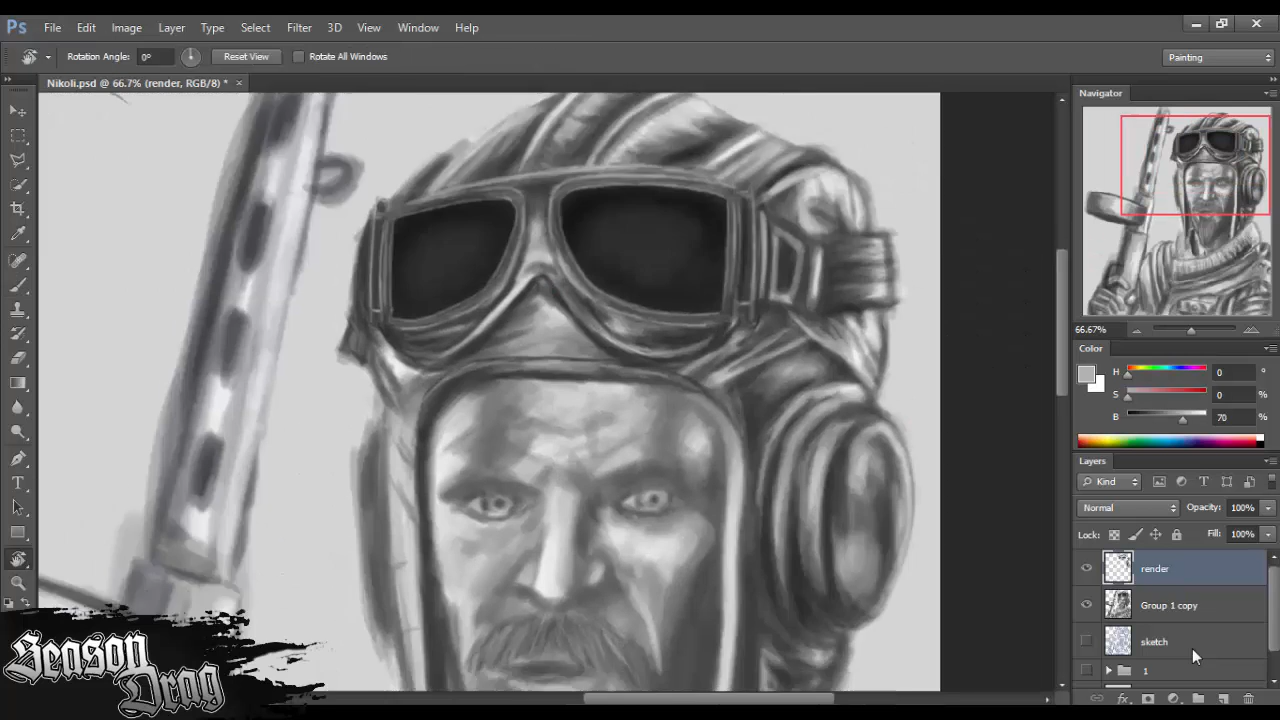 Ps File Edit Image Layer Type Select Filter 3D View Window Help
Rotation Angle: 0° Reset View Rotate All Windows Painting
Nikoli.psd @ 66.7% (render, RGB/8) * ×
Navigator
66.67%
Color
H 0 °
S 0 %
B 70 %
Layers
Kind
Normal Opacity: 100%
Lock: Fill: 100%
render
Group 1 copy
sketch
1
Season
Drag